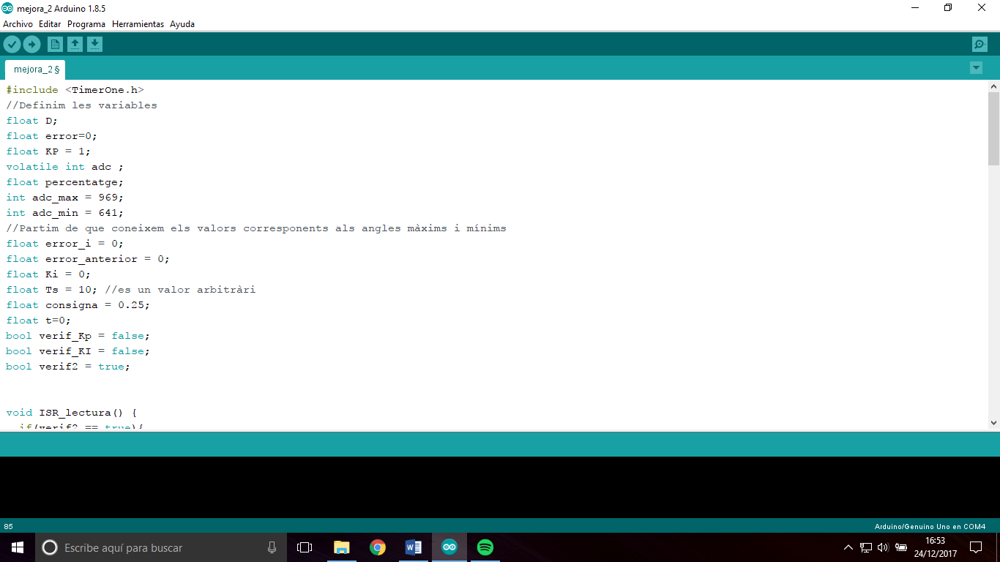 mejora_2 Arduino 1.8.5
Archivo Editar Programa Herramientas Ayuda
mejora_2 §
#include <TimerOne.h>
//Definim les variables
float D;
float error=0;
float KP = 1;
volatile int adc ;
float percentatge;
int adc_max = 969;
int adc_min = 641;
//Partim de que coneixem els valors corresponents als angles màxims i mínims
float error_i = 0;
float error_anterior = 0;
float Ki = 0;
float Ts = 10; //es un valor arbitràri
float consigna = 0.25;
float t=0;
bool verif_Kp = false;
bool verif_KI = false;
bool verif2 = true;
void ISR_lectura() {
if(verif2 == true){
85
Arduino/Genuino Uno en COM4
Escribe aquí para buscar
16:53
24/12/2017